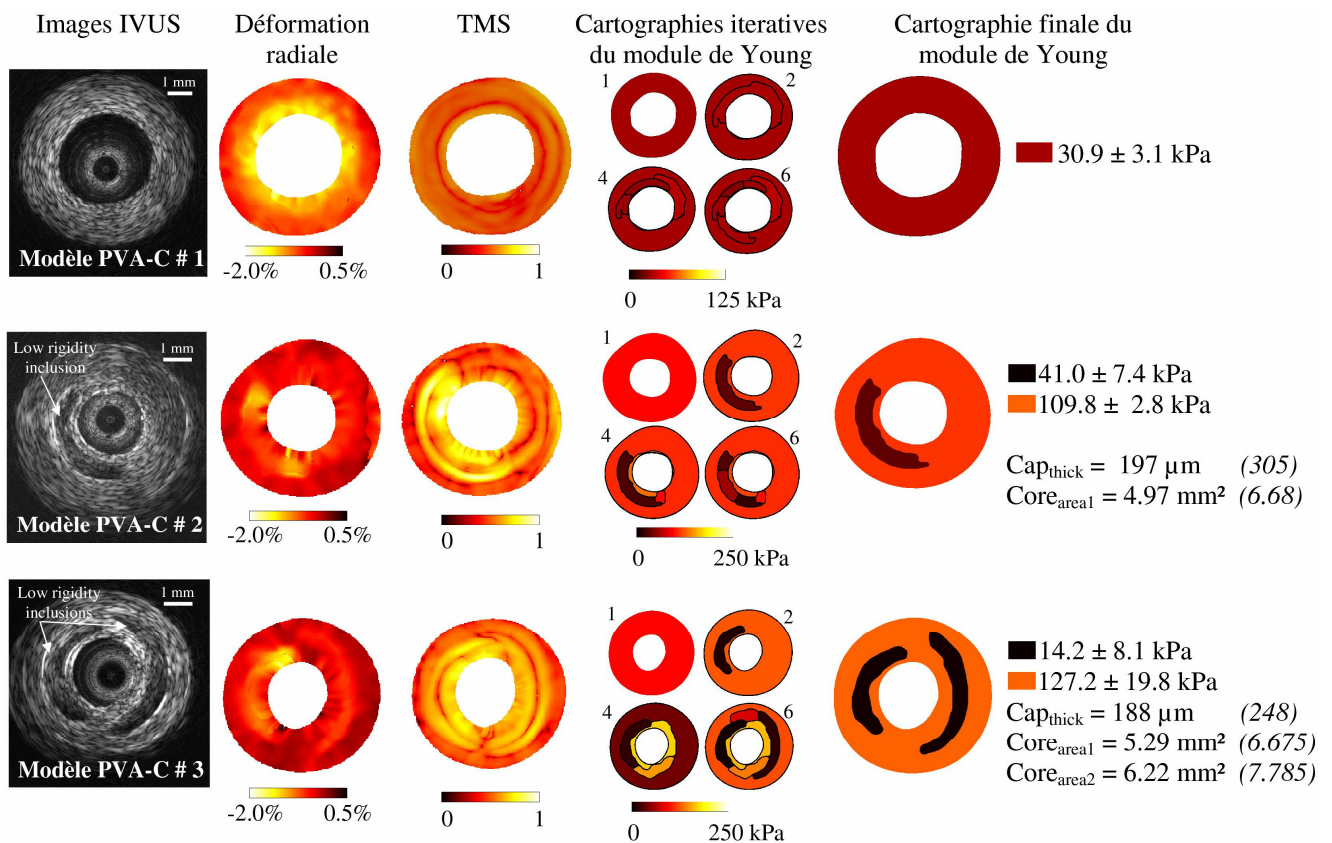 Images IVUS
Déformation
radiale
TMS
Cartographies iteratives
du module de Young
Cartographie finale du
module de Young
1 mm
Modèle PVA-C # 1
-2.0% 0.5%
0 1
1 2
4 6
0 125 kPa
30.9 ± 3.1 kPa
Low rigidity
inclusion
1 mm
Modèle PVA-C # 2
-2.0% 0.5%
0 1
1 2
4 6
0 250 kPa
41.0 ± 7.4 kPa
109.8 ± 2.8 kPa
Cap_thick = 197 µm (305)
Core_area1 = 4.97 mm² (6.68)
Low rigidity
inclusions
1 mm
Modèle PVA-C # 3
-2.0% 0.5%
0 1
1 2
4 6
0 250 kPa
14.2 ± 8.1 kPa
127.2 ± 19.8 kPa
Cap_thick = 188 µm (248)
Core_area1 = 5.29 mm² (6.675)
Core_area2 = 6.22 mm² (7.785)